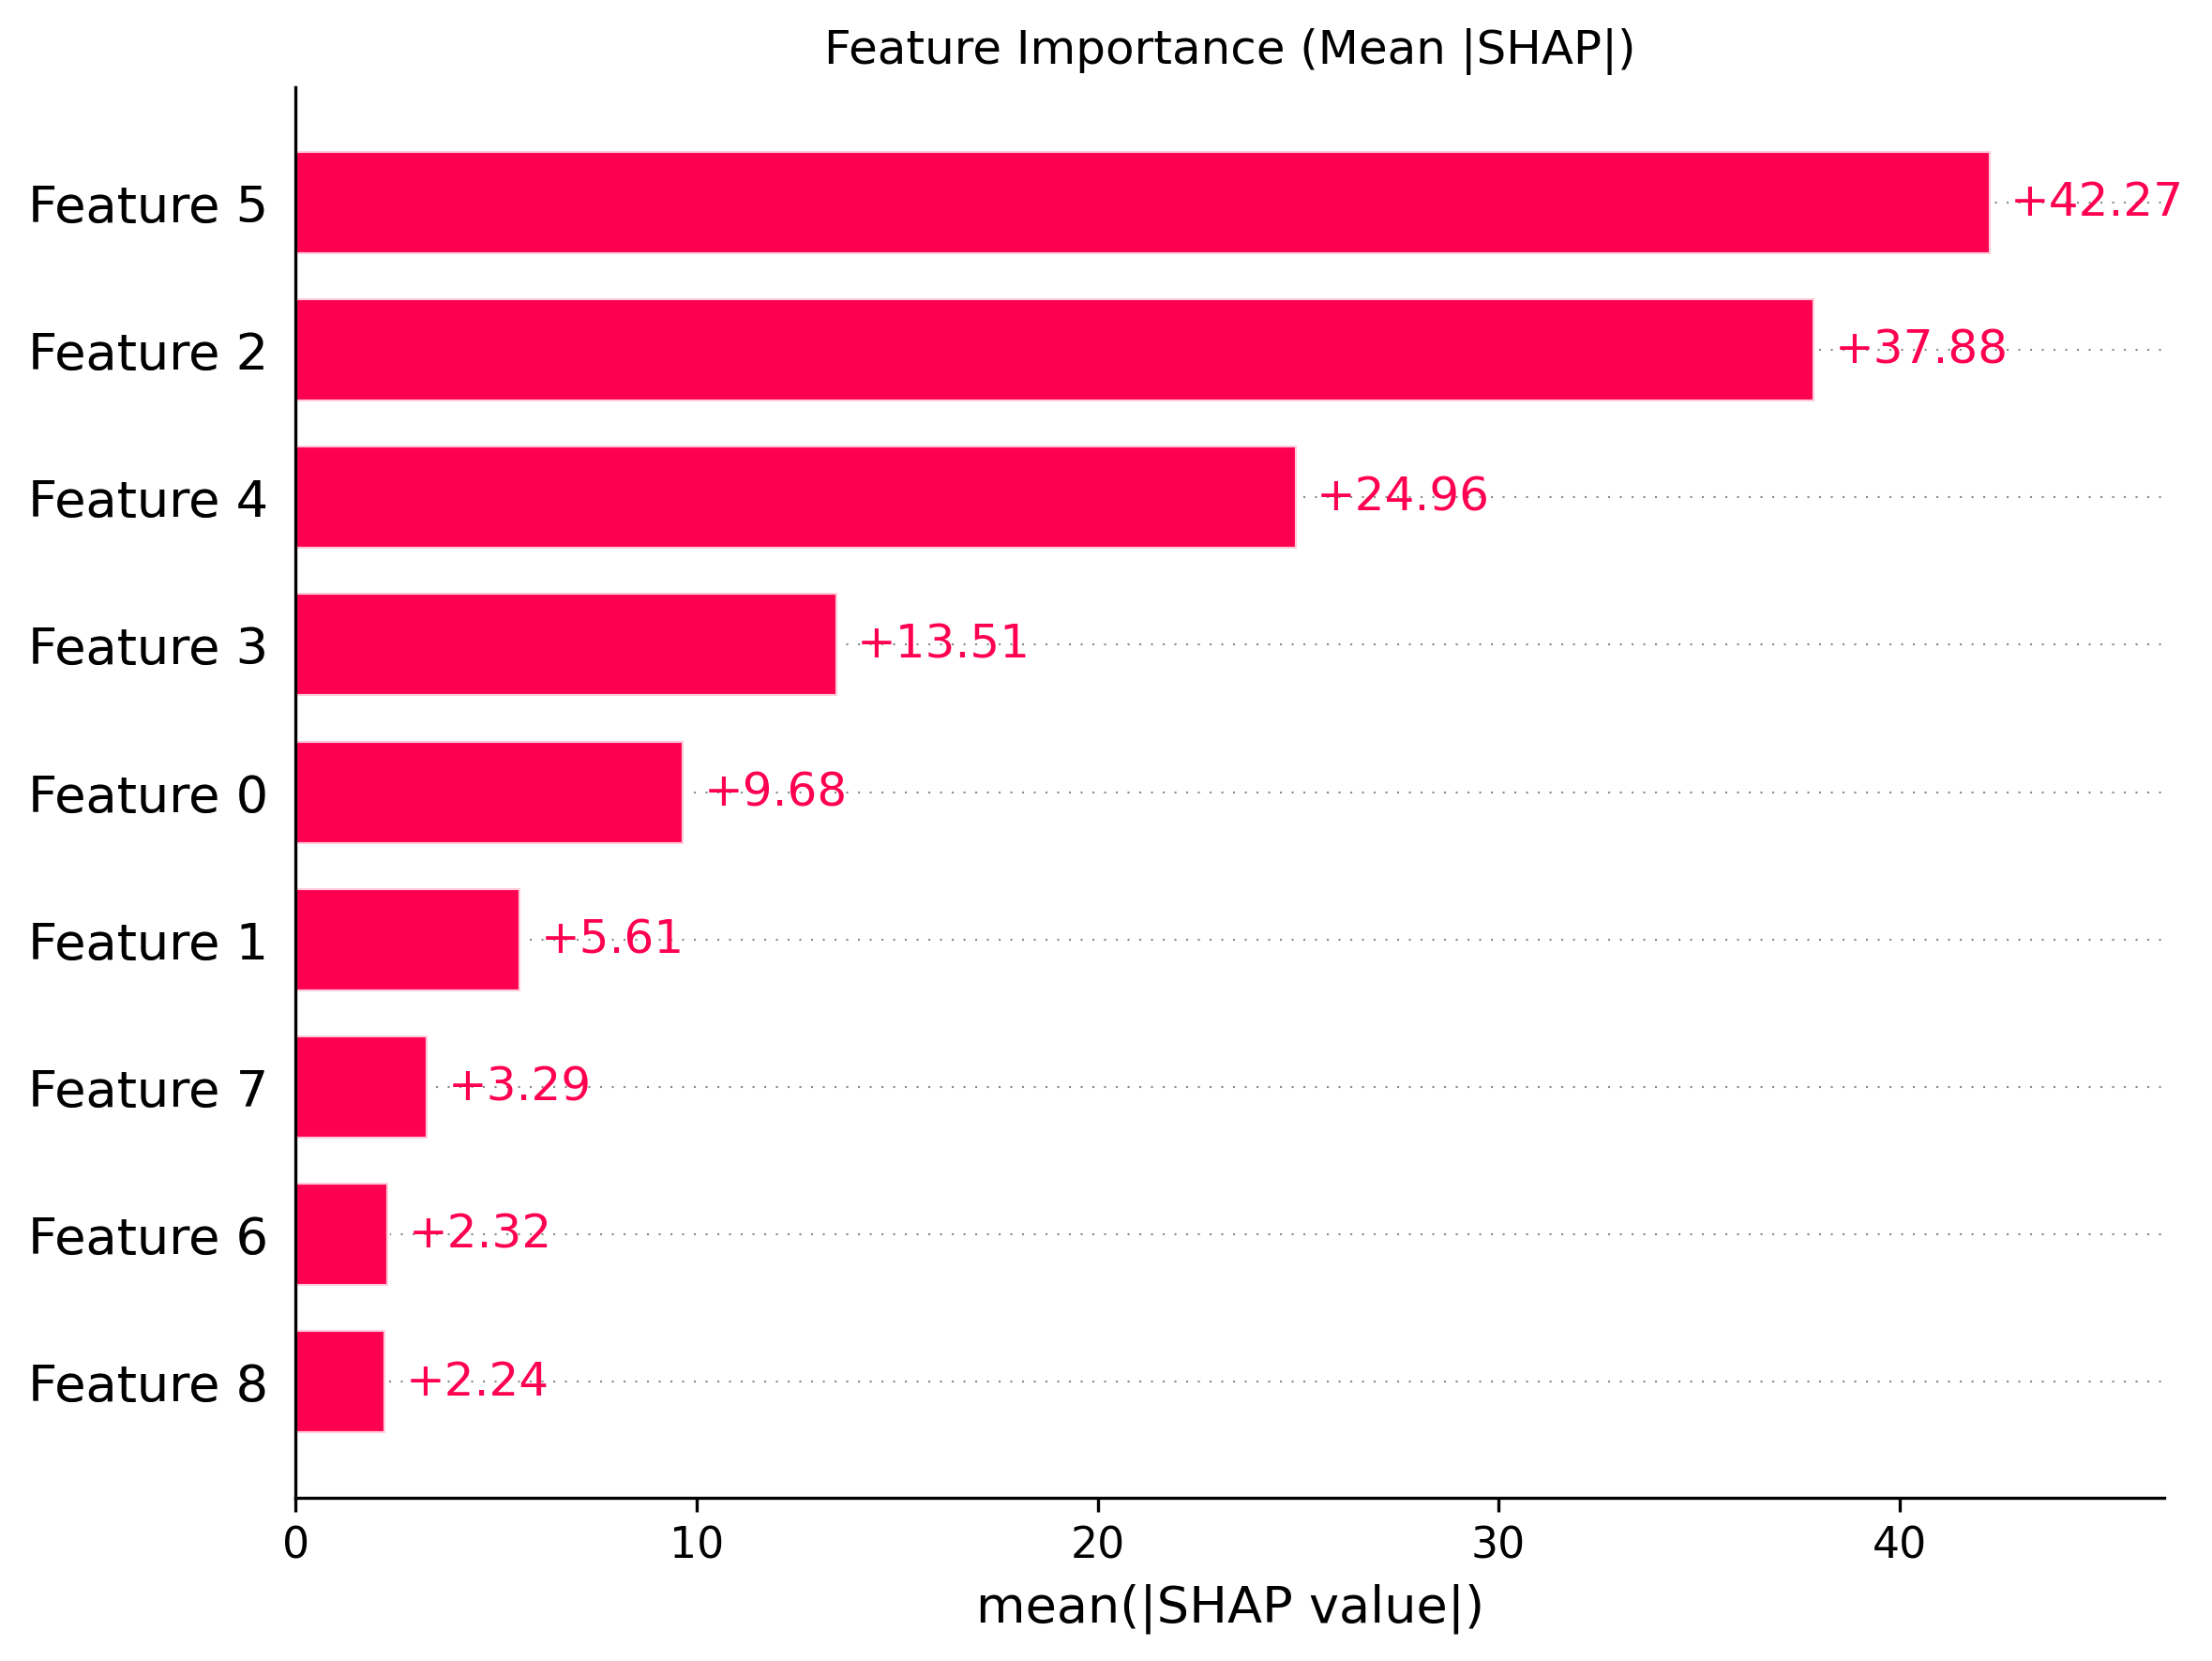 Feature Importance (Mean |SHAP|)
Feature 5 +42.27
Feature 2 +37.88
Feature 4 +24.96
Feature 3 +13.51
Feature 0 +9.68
Feature 1 +5.61
Feature 7 +3.29
Feature 6 +2.32
Feature 8 +2.24
0 10 20 30 40
mean(|SHAP value|)